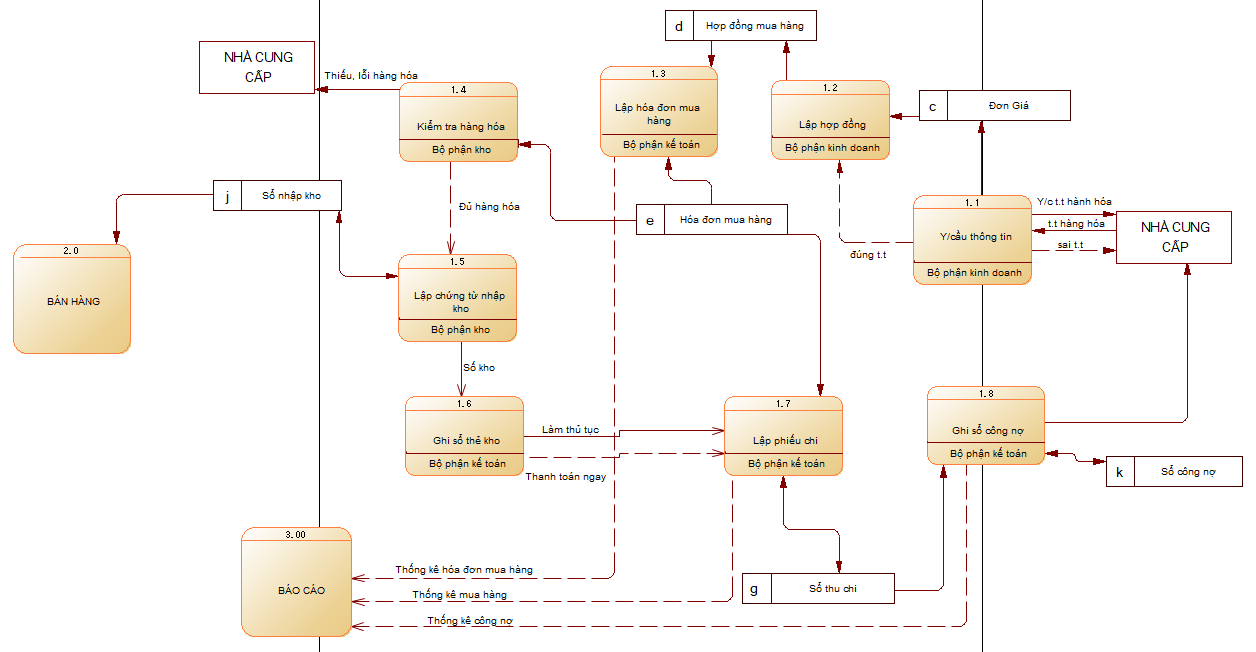 d Hợp đồng mua hàng
NHÀ CUNG
CẤP
Thiếu, lỗi hàng hóa
1.4
Kiểm tra hàng hóa
Bộ phận kho
1.3
Lập hóa đơn mua
hàng
Bộ phận kế toán
1.2
Lập hợp đồng
Bộ phận kinh doanh
c Đơn Giá
j Sổ nhập kho
Đủ hàng hóa
e Hóa đơn mua hàng
1.1
Y/cầu thông tin
Bộ phận kinh doanh
Y/c t.t hành hóa
t.t hàng hóa
sai t.t
NHÀ CUNG
CẤP
đúng t.t
2.0
BÁN HÀNG
1.5
Lập chứng từ nhập
kho
Bộ phận kho
Sổ kho
1.6
Ghi sổ thẻ kho
Bộ phận kế toán
Làm thủ tục
Thanh toán ngay
1.7
Lập phiếu chi
Bộ phận kế toán
1.8
Ghi sổ công nợ
Bộ phận kế toán
k Sổ công nợ
3.00
BÁO CÁO
Thống kê hóa đơn mua hàng
Thống kê mua hàng
Thống kê công nợ
g Sổ thu chi